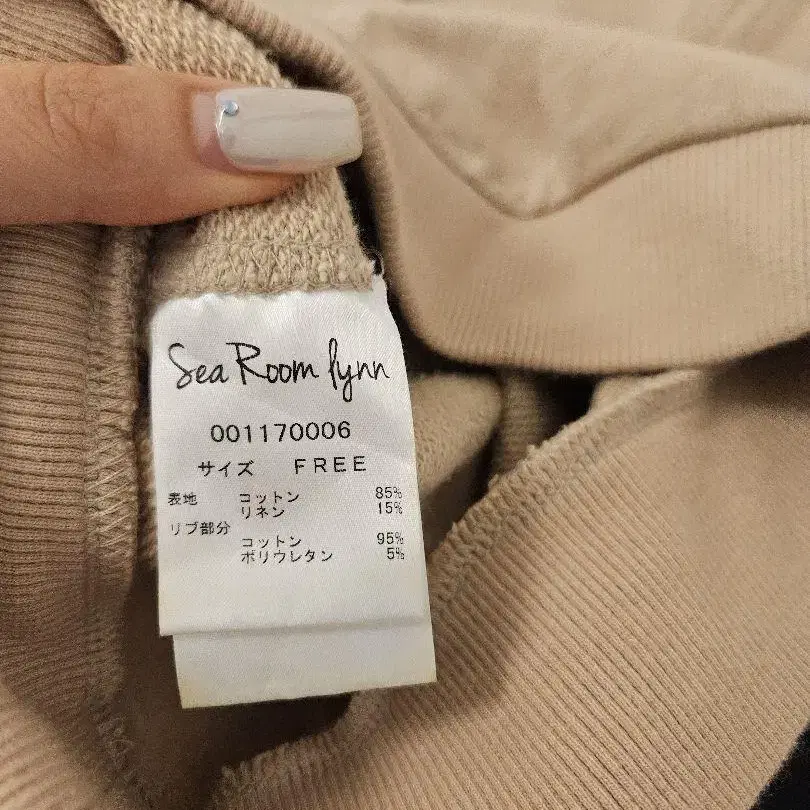 Sea Room lynn
001170006
サイズ FREE
表地 コットン 85%
リネン 15%
リブ部分
コットン 95%
ポリウレタン 5%